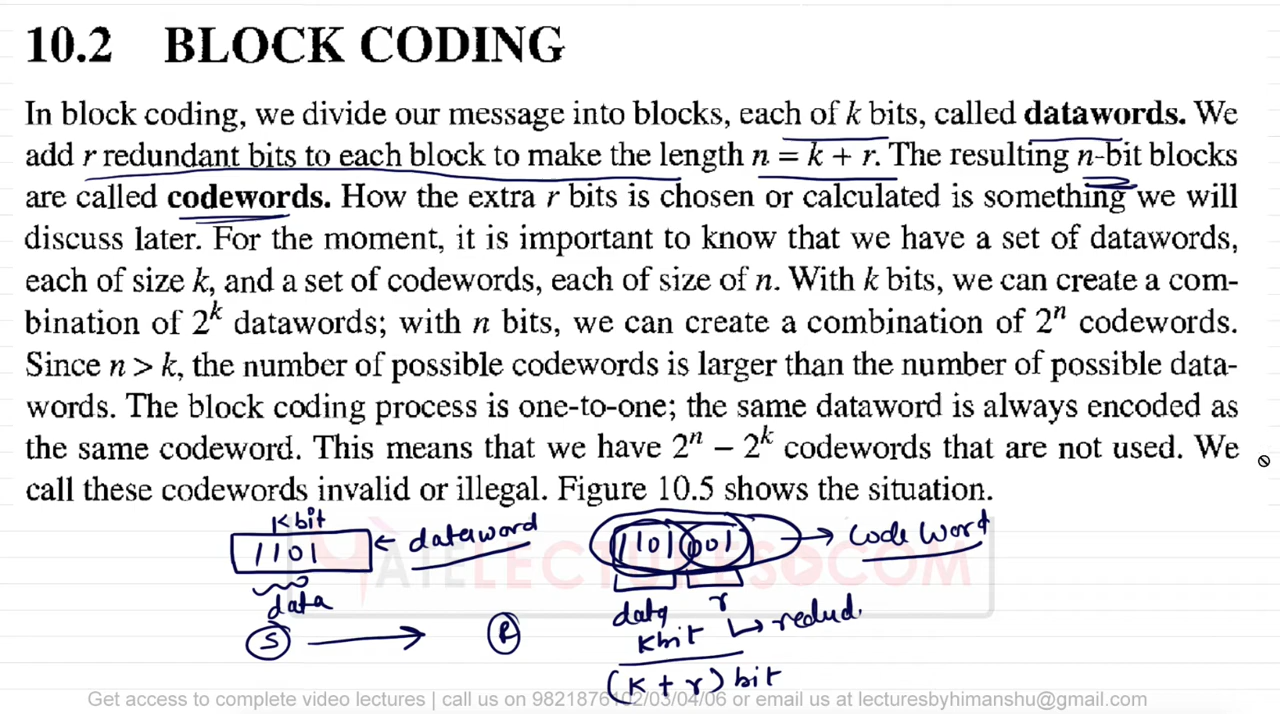 10.2 BLOCK CODING
In block coding, we divide our message into blocks, each of k bits, called datawords. We
add r redundant bits to each block to make the length n = k + r. The resulting n-bit blocks
are called codewords. How the extra r bits is chosen or calculated is something we will
discuss later. For the moment, it is important to know that we have a set of datawords,
each of size k, and a set of codewords, each of size of n. With k bits, we can create a com-
bination of 2^k datawords; with n bits, we can create a combination of 2^n codewords.
Since n > k, the number of possible codewords is larger than the number of possible data-
words. The block coding process is one-to-one; the same dataword is always encoded as
the same codeword. This means that we have 2^n − 2^k codewords that are not used. We
call these codewords invalid or illegal. Figure 10.5 shows the situation.
K bit
1101 ← dataword
1101 001 → Code Word
data
data r
S → R
K bit ↳ redud.
(K + r) bit
Get access to complete video lectures | call us on 9821876102/03/04/06 or email us at lecturesbyhimanshu@gmail.com